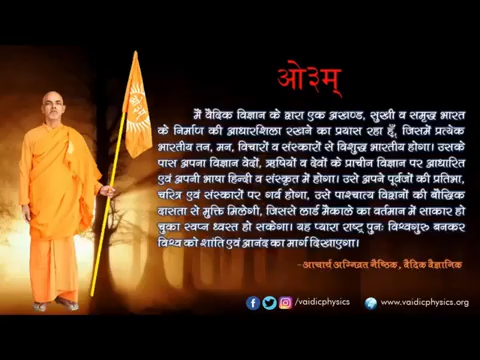 ओ३म्
मैं वैदिक विज्ञान के द्वारा एक अखण्ड, सुखी व समृद्ध भारत
के निर्माण की आधारशिला रखने का प्रयास रहा हूँ, जिसमें प्रत्येक
भारतीय तन, मन, विचारों व संस्कारों से विशुद्ध भारतीय होगा। उसके
पास अपना विज्ञान वेदों, ऋषियों व देवों के प्राचीन विज्ञान पर आधारित
एवं अपनी भाषा हिन्दी व संस्कृत में होगा। उसे अपने पूर्वजों की प्रतिभा,
चरित्र एवं संस्कारों पर गर्व होगा, उसे पाश्चात्य विद्वानों की बौद्धिक
दासता से मुक्ति मिलेगी, जिससे लार्ड मैकाले का वर्तमान में साकार हो
चुका स्वप्न ध्वस्त हो सकेगा। यह प्यारा राष्ट्र पुनः विश्वगुरु बनकर
विश्व को शांति एवं आनंद का मार्ग दिखाएगा।
-आचार्य अग्निव्रत नैष्ठिक, वैदिक वैज्ञानिक
/vaidicphysics www.vaidicphysics.org